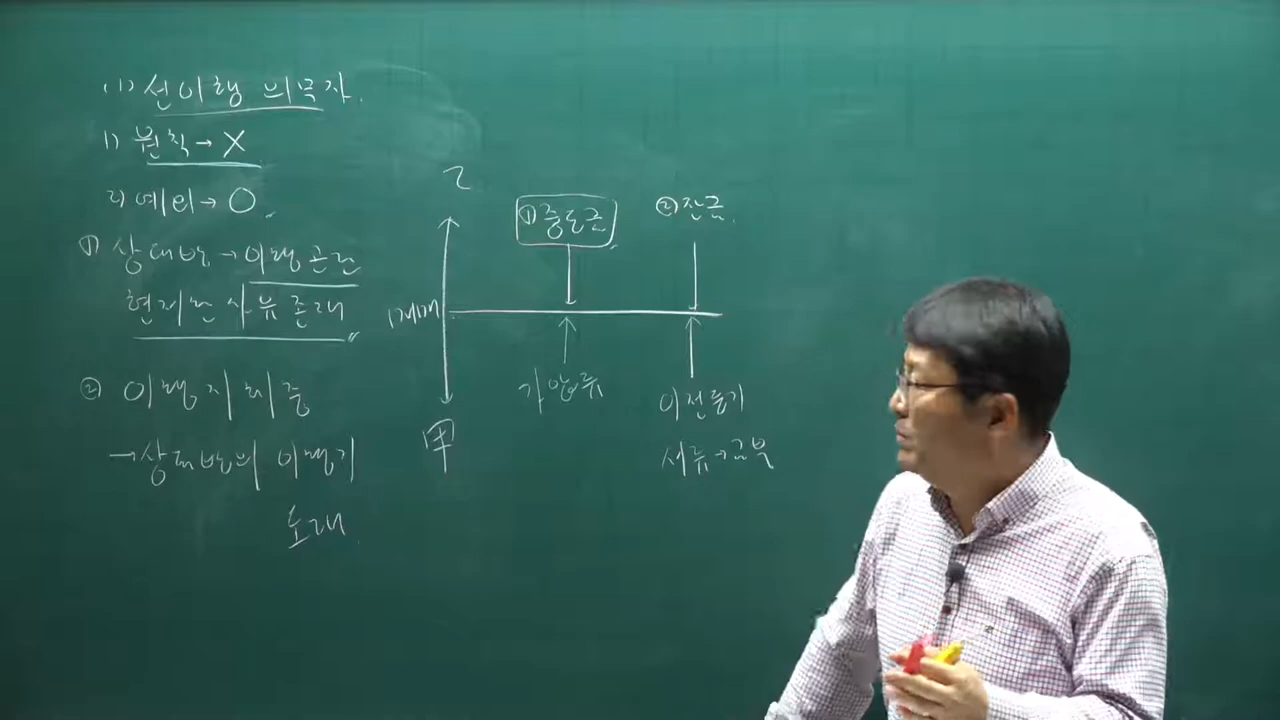 (1) 선이행 의무자.
1) 원칙→X
2) 예외→O.
① 상대방→이행곤란
현저한 사유 존재
② 이행지체 중
→상대방의 이행기
도래.
乙
①중도금
②잔금.
매매
가압류
이전등기
서류→교부
甲